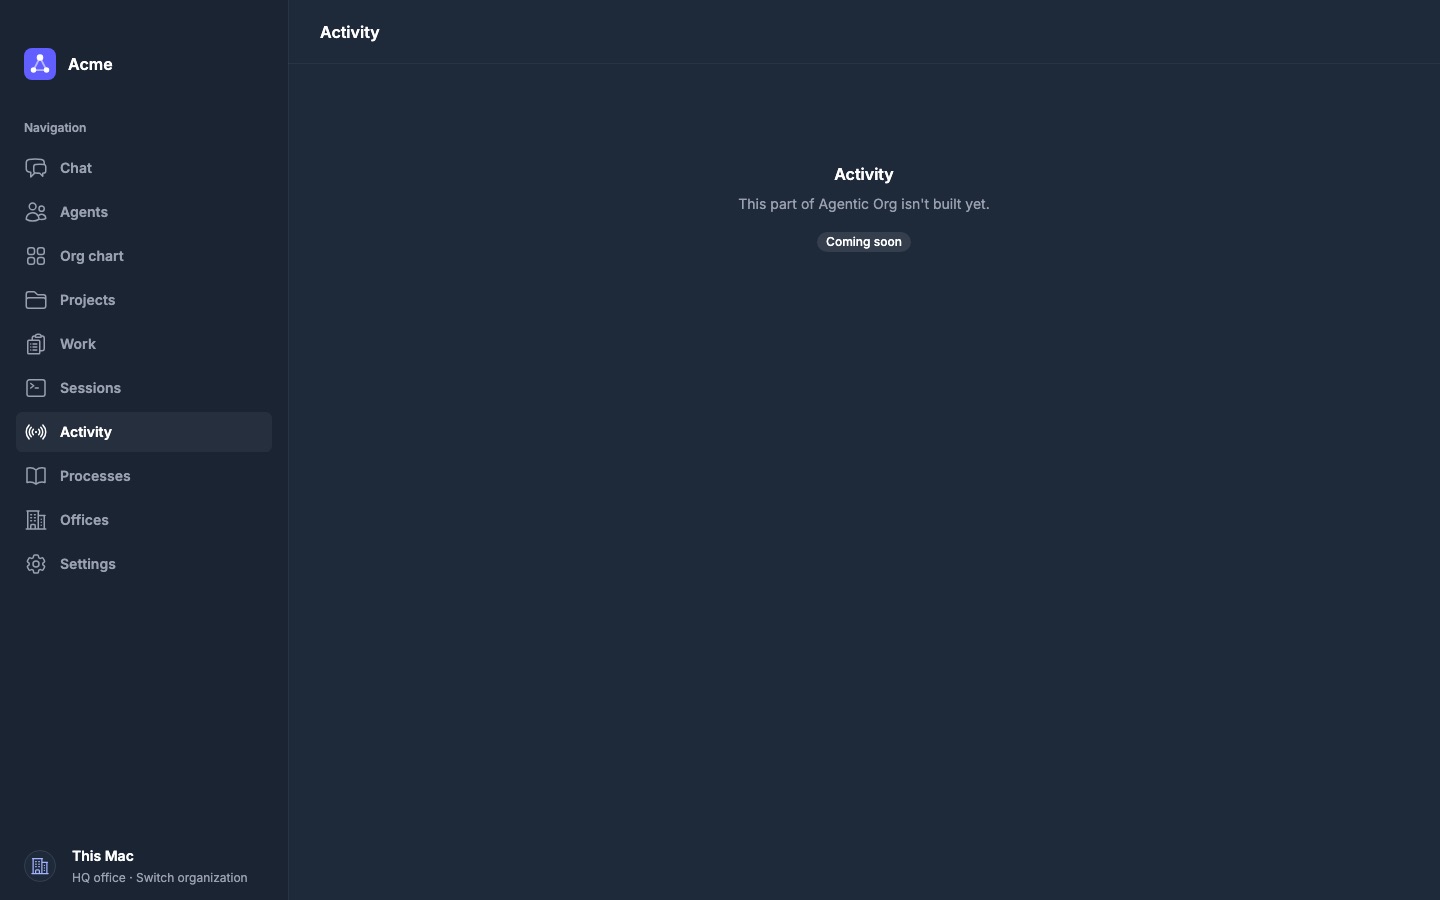 Acme
Navigation
Chat
Agents
Org chart
Projects
Work
Sessions
Activity
Processes
Offices
Settings
This Mac
HQ office · Switch organization
Activity
Activity
This part of Agentic Org isn't built yet.
Coming soon